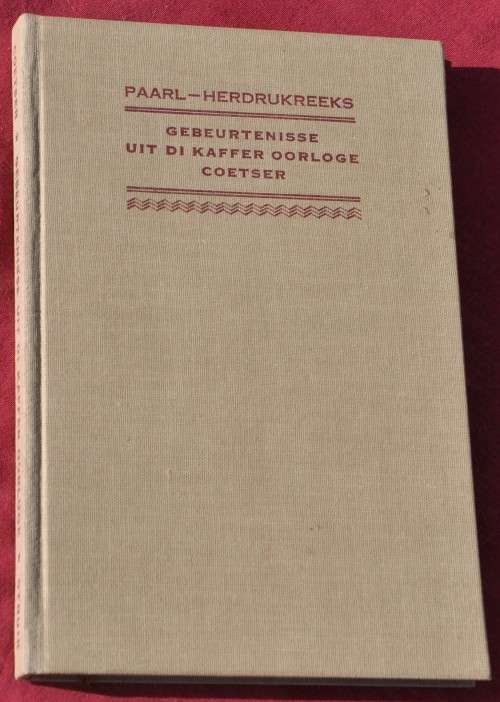 PAARL–HERDRUKREEKS
GEBEURTENISSE
UIT DI KAFFER OORLOGE
COETSER